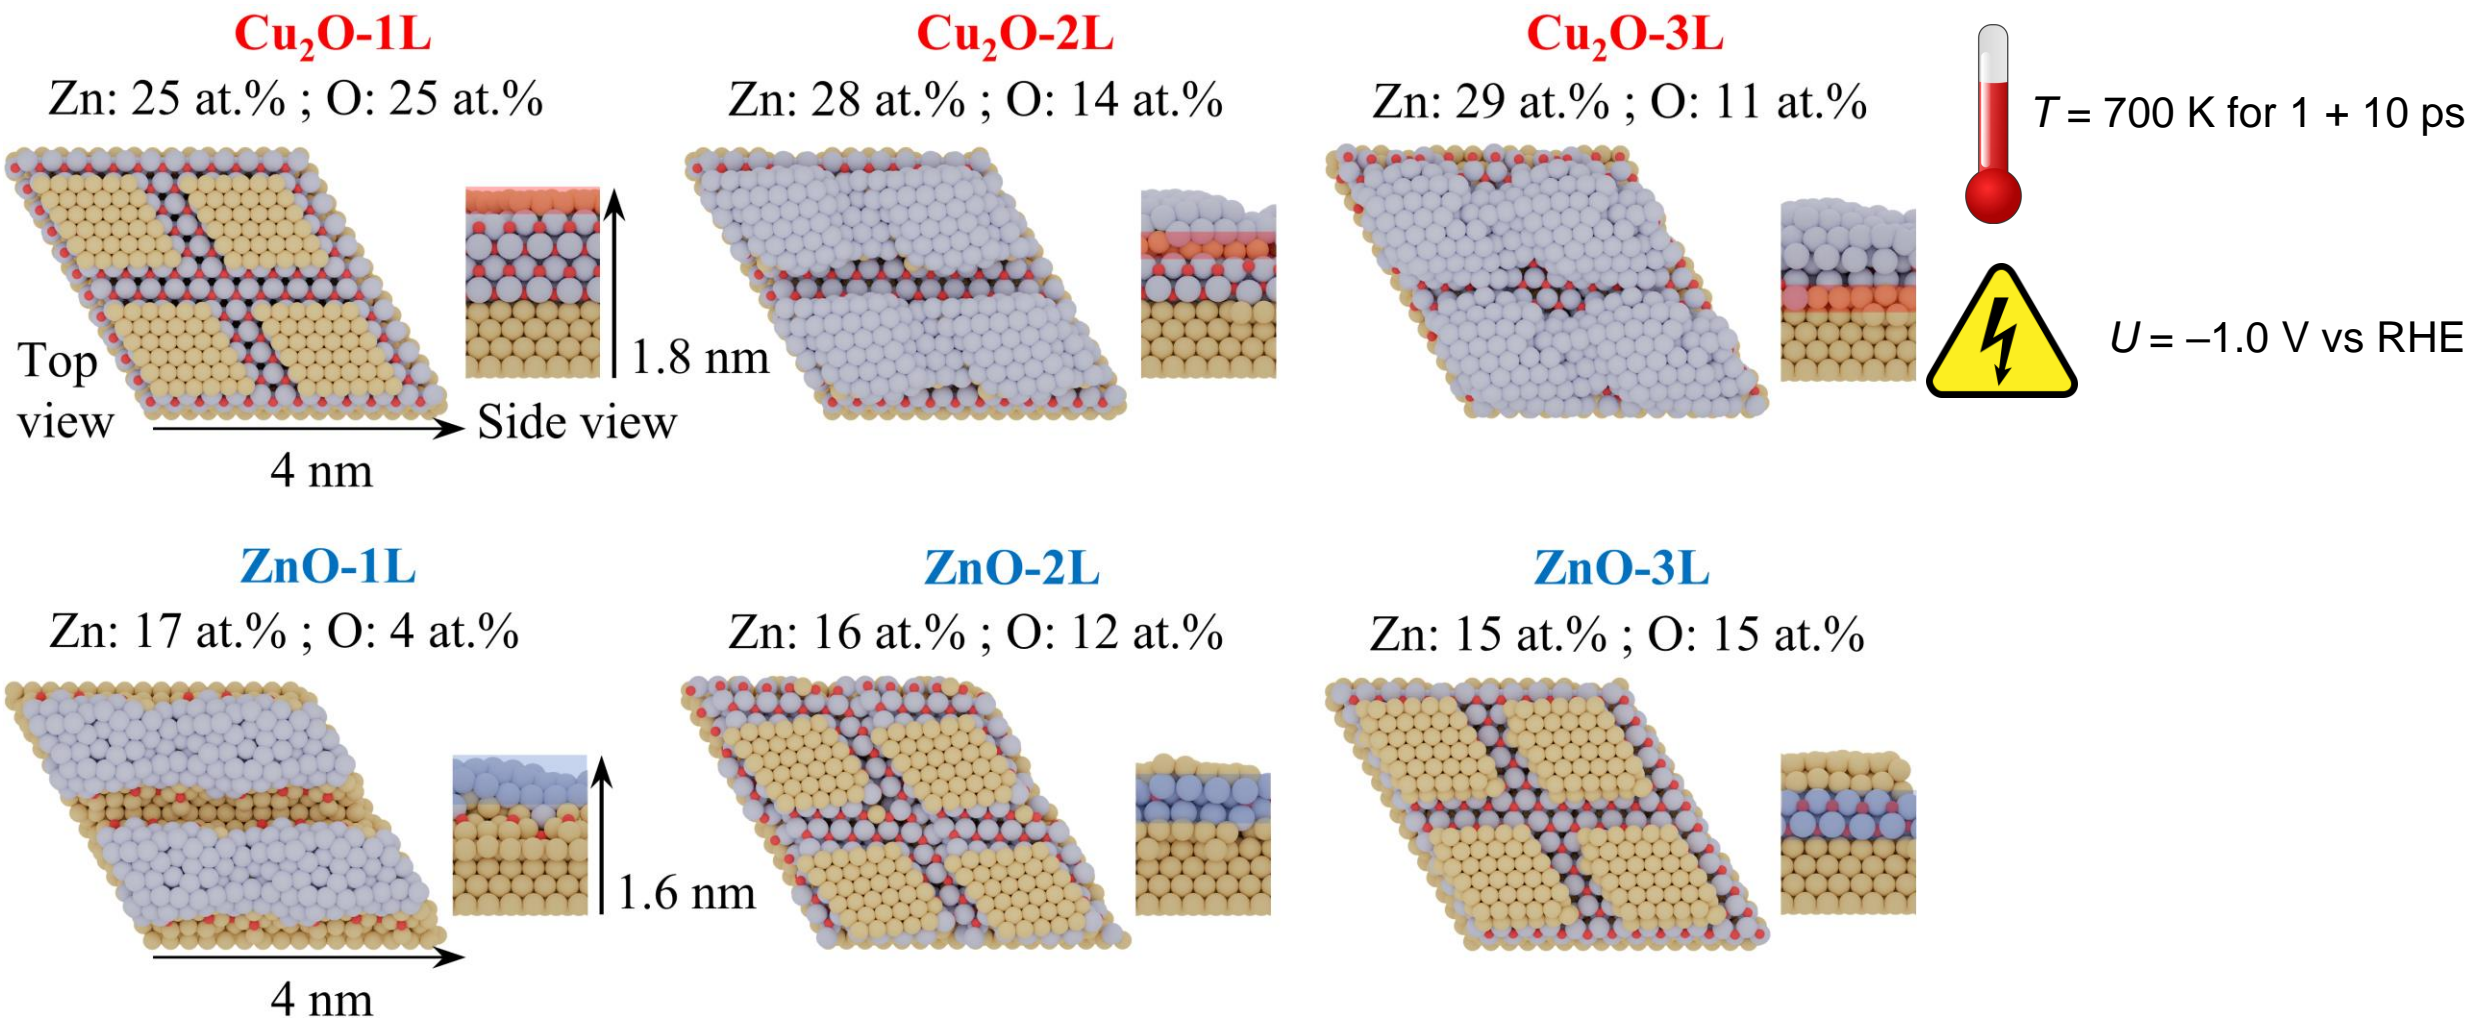 Cu₂O-1L
Zn: 25 at.% ; O: 25 at.%
Cu₂O-2L
Zn: 28 at.% ; O: 14 at.%
Cu₂O-3L
Zn: 29 at.% ; O: 11 at.%
T = 700 K for 1 + 10 ps
U = –1.0 V vs RHE
Top
view
1.8 nm
Side view
4 nm
ZnO-1L
Zn: 17 at.% ; O: 4 at.%
ZnO-2L
Zn: 16 at.% ; O: 12 at.%
ZnO-3L
Zn: 15 at.% ; O: 15 at.%
1.6 nm
4 nm